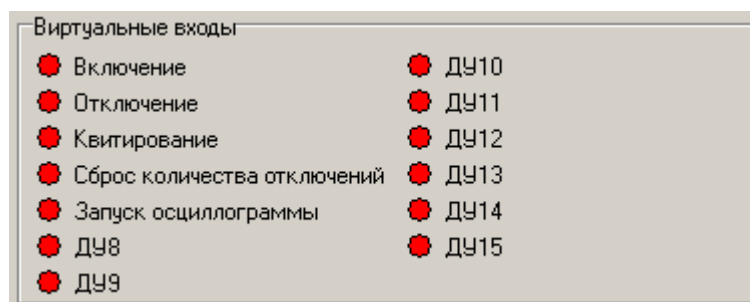 Виртуальные входы
Включение
Отключение
Квитирование
Сброс количества отключений
Запуск осциллограммы
ДУ8
ДУ9
ДУ10
ДУ11
ДУ12
ДУ13
ДУ14
ДУ15